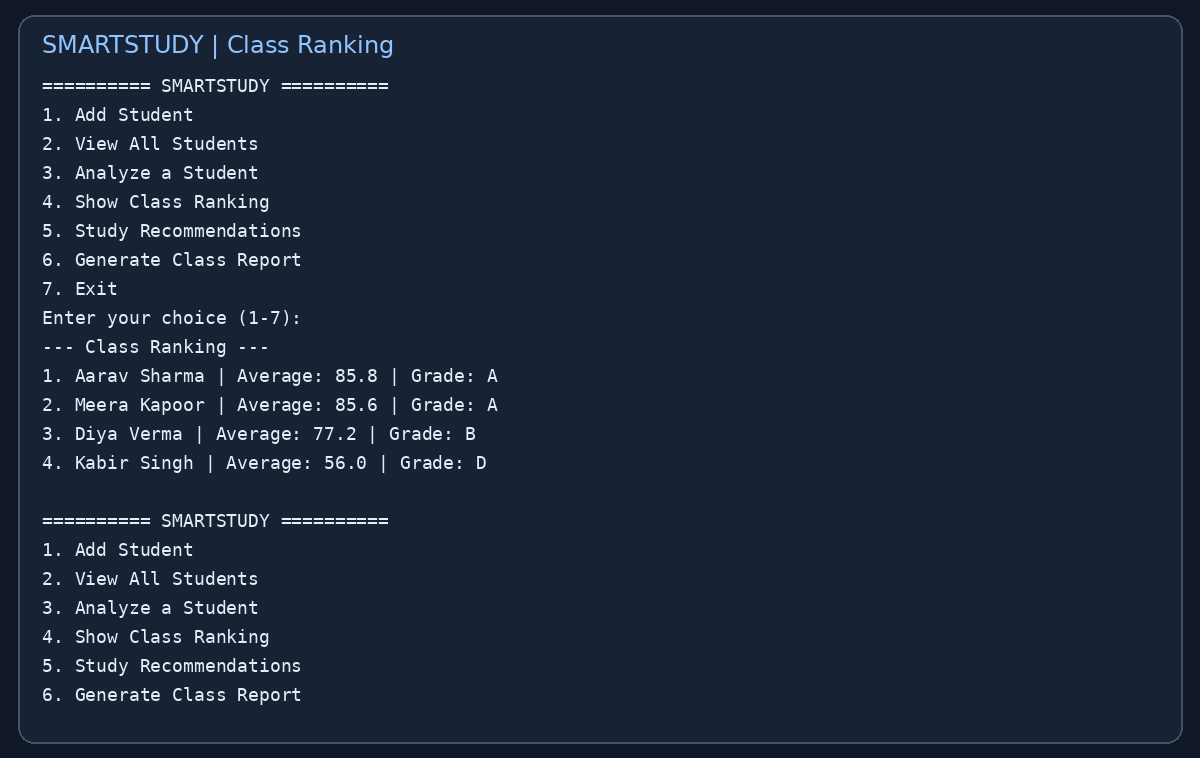 SMARTSTUDY | Class Ranking
========== SMARTSTUDY ==========
1. Add Student
2. View All Students
3. Analyze a Student
4. Show Class Ranking
5. Study Recommendations
6. Generate Class Report
7. Exit
Enter your choice (1-7):
--- Class Ranking ---
1. Aarav Sharma | Average: 85.8 | Grade: A
2. Meera Kapoor | Average: 85.6 | Grade: A
3. Diya Verma | Average: 77.2 | Grade: B
4. Kabir Singh | Average: 56.0 | Grade: D

========== SMARTSTUDY ==========
1. Add Student
2. View All Students
3. Analyze a Student
4. Show Class Ranking
5. Study Recommendations
6. Generate Class Report